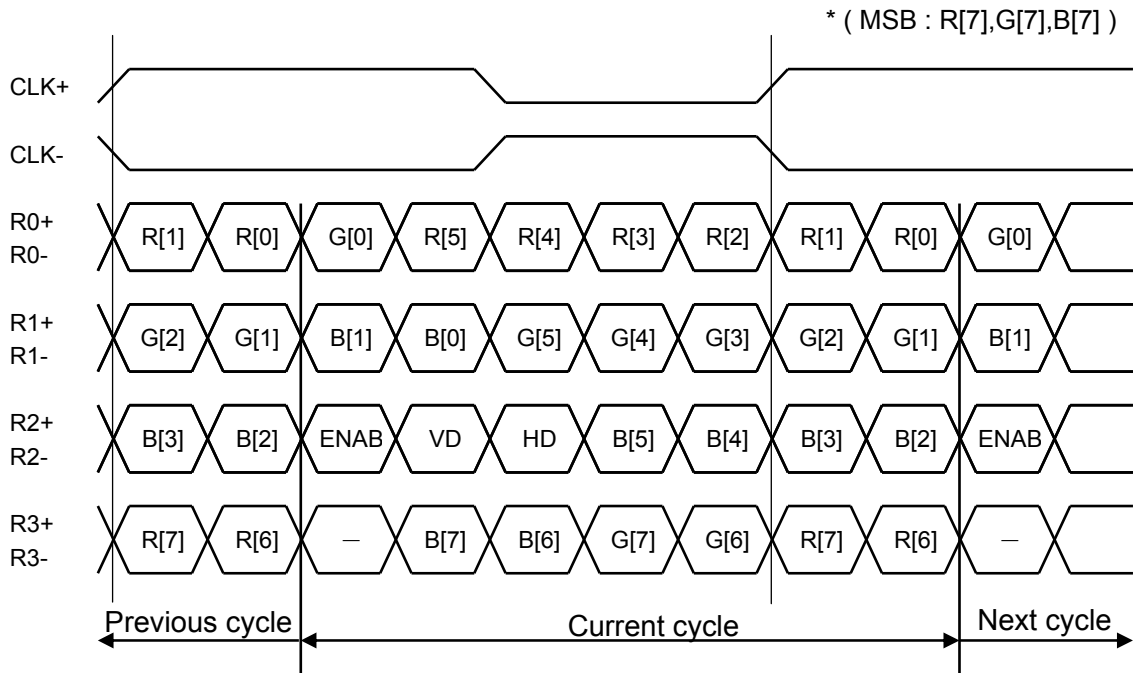 * ( MSB : R[7],G[7],B[7] )
CLK+
CLK-
R0+
R0-
R[1] R[0] G[0] R[5] R[4] R[3] R[2] R[1] R[0] G[0]
R1+
R1-
G[2] G[1] B[1] B[0] G[5] G[4] G[3] G[2] G[1] B[1]
R2+
R2-
B[3] B[2] ENAB VD HD B[5] B[4] B[3] B[2] ENAB
R3+
R3-
R[7] R[6] — B[7] B[6] G[7] G[6] R[7] R[6] —
Previous cycle Current cycle Next cycle